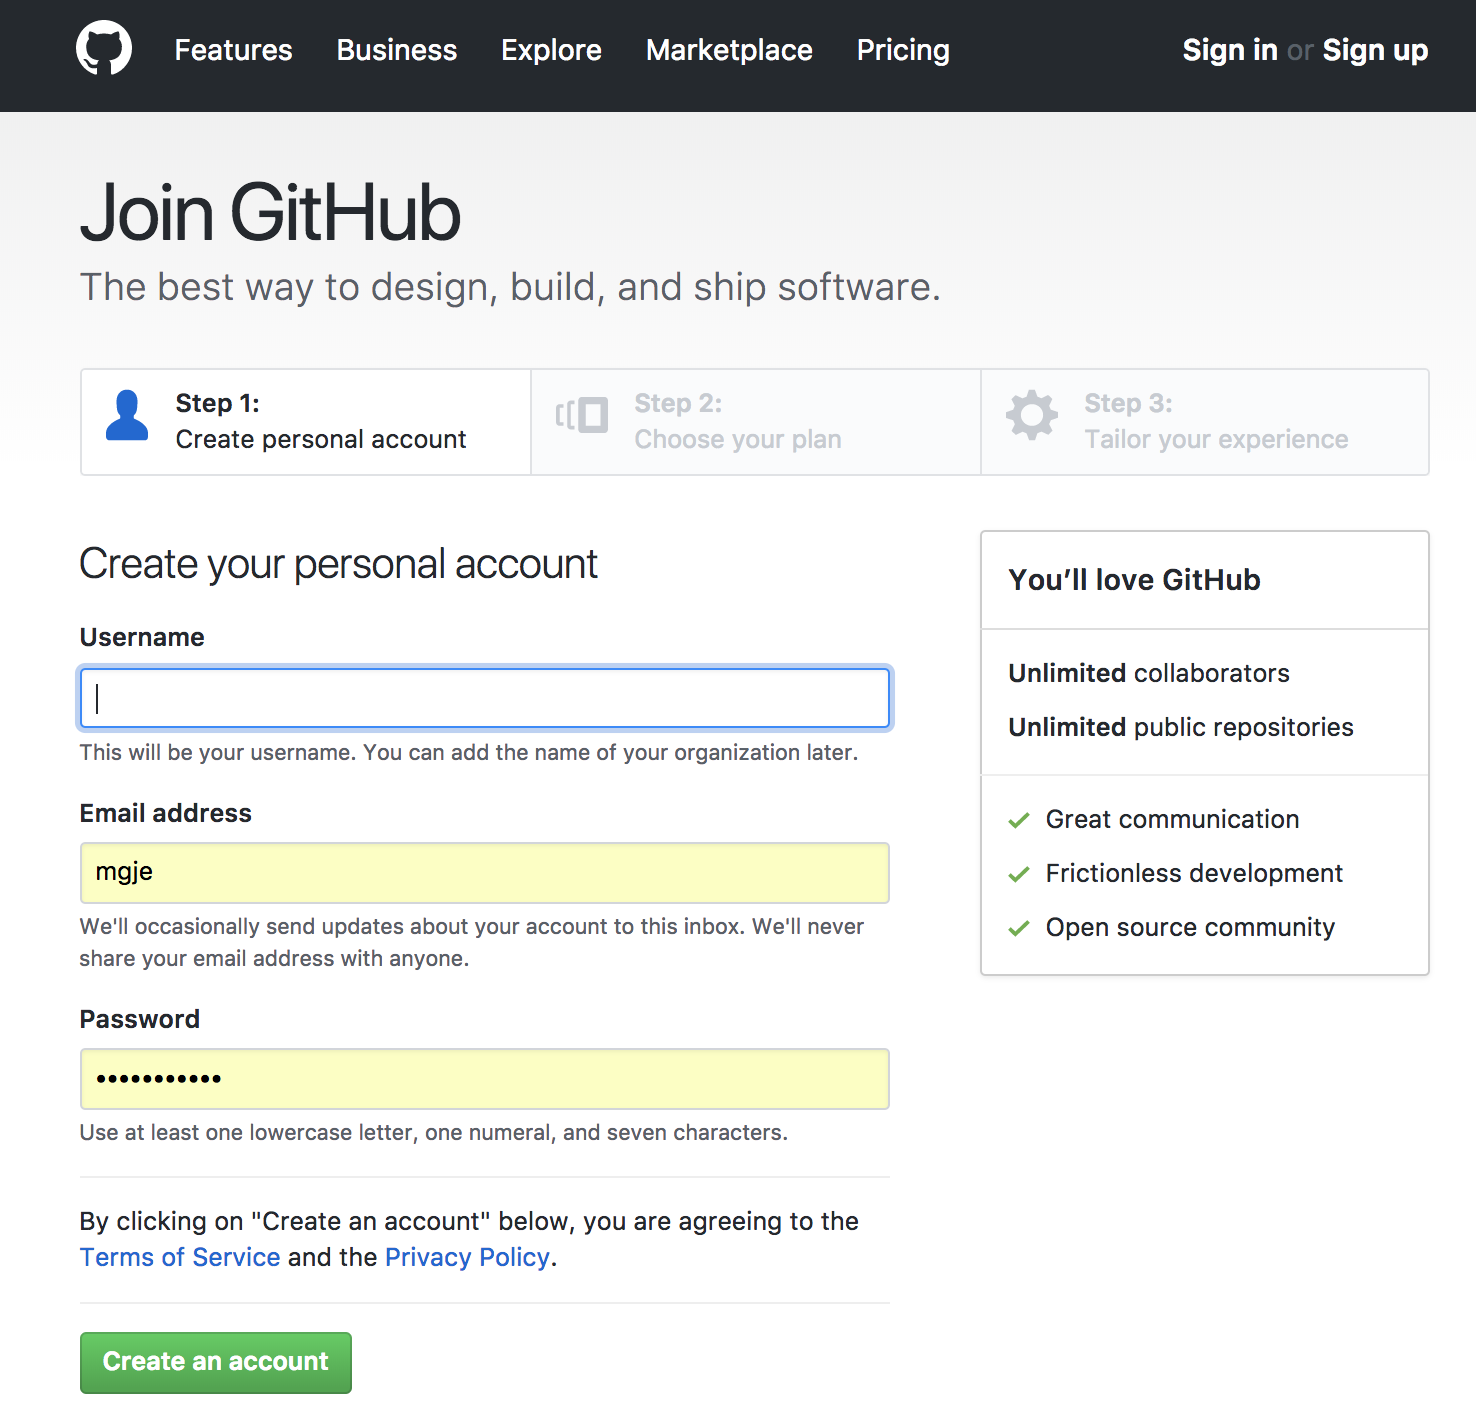 Features Business Explore Marketplace Pricing Sign in or Sign up
Join GitHub
The best way to design, build, and ship software.
Step 1:
Create personal account
Step 2:
Choose your plan
Step 3:
Tailor your experience
Create your personal account
Username
This will be your username. You can add the name of your organization later.
Email address
mgje
We'll occasionally send updates about your account to this inbox. We'll never
share your email address with anyone.
Password
•••••••••••
Use at least one lowercase letter, one numeral, and seven characters.
By clicking on "Create an account" below, you are agreeing to the
Terms of Service and the Privacy Policy.
Create an account
You’ll love GitHub
Unlimited collaborators
Unlimited public repositories
Great communication
Frictionless development
Open source community